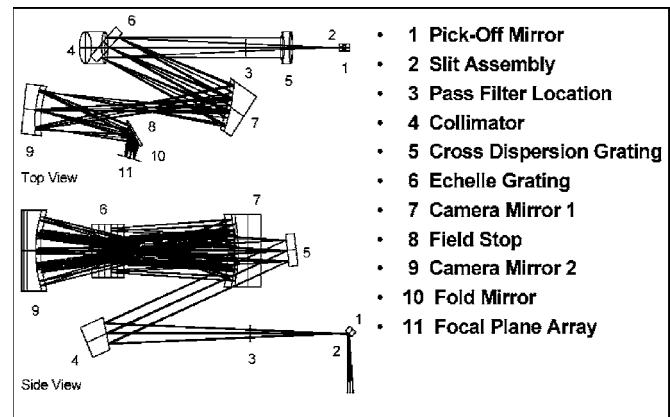 6
2
4
3
5
1
7
8
9
10
11
Top View
6
7
5
9
1
4
3
2
Side View
• 1 Pick-Off Mirror
• 2 Slit Assembly
• 3 Pass Filter Location
• 4 Collimator
• 5 Cross Dispersion Grating
• 6 Echelle Grating
• 7 Camera Mirror 1
• 8 Field Stop
• 9 Camera Mirror 2
• 10 Fold Mirror
• 11 Focal Plane Array